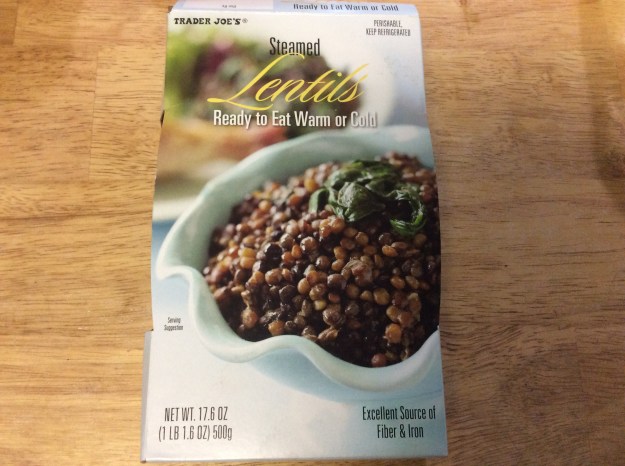 Ready to Eat Warm or Cold
TRADER JOE'S®
PERISHABLE,
KEEP REFRIGERATED
Steamed
Lentils
Ready to Eat Warm or Cold
Serving
Suggestion
NET WT. 17.6 OZ
(1 LB 1.6 OZ) 500g
Excellent Source of
Fiber & Iron